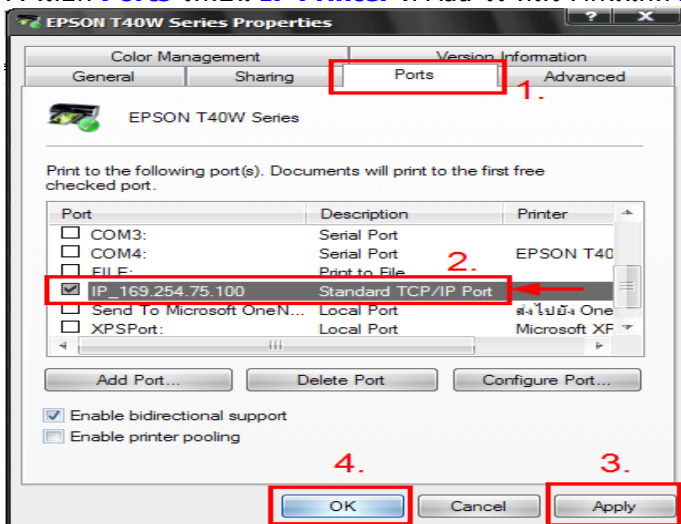 EPSON T40W Series Properties
? X
Color Management Version Information
General Sharing Ports Advanced
1.
EPSON T40W Series
Print to the following port(s). Documents will print to the first free
checked port.
Port Description Printer
COM3: Serial Port
COM4: Serial Port EPSON T40
2.
FILE: Print to File
IP_169.254.75.100 Standard TCP/IP Port
Send To Microsoft OneN... Local Port ส่งไปยัง One
XPSPort: Local Port Microsoft XF
Add Port... Delete Port Configure Port...
Enable bidirectional support
Enable printer pooling
4. 3.
OK Cancel Apply